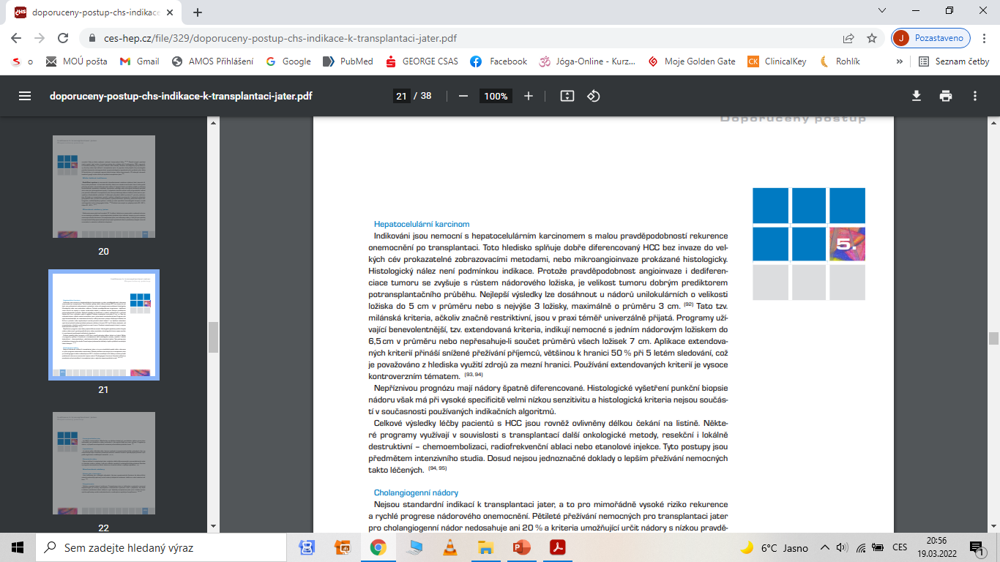 doporuceny-postup-chs-indikace
ces-hep.cz/file/329/doporuceny-postup-chs-indikace-k-transplantaci-jater.pdf
J Pozastaveno
o MOÚ pošta Gmail AMOS Přihlášení Google PubMed GEORGE CSAS Facebook Jóga-Online - Kurz... Moje Golden Gate CK ClinicalKey Rohlík » Seznam četby
doporuceny-postup-chs-indikace-k-transplantaci-jater.pdf 21 / 38 100%
Doporučený postup
5.
Hepatocelulární karcinom
Indikováni jsou nemocní s hepatocelulárním karcinomem s malou pravděpodobností rekurence
onemocnění po transplantaci. Toto hledisko splňuje dobře diferencovaný HCC bez invaze do vel-
kých cév prokazatelné zobrazovacími metodami, nebo mikroangioinvaze prokázané histologicky.
Histologický nález není podmínkou indikace. Protože pravděpodobnost angioinvaze i dediferen-
ciace tumoru se zvyšuje s růstem nádorového ložiska, je velikost tumoru dobrým prediktorem
potransplantačního průběhu. Nejlepší výsledky lze dosáhnout u nádorů unilokulárních o velikosti
ložiska do 5 cm v průměru nebo s nejvýše 3 ložisky, maximálně o průměru 3 cm. (92) Tato tzv.
milánská kriteria, ačkoliv značně restriktivní, jsou v praxi téměř univerzálně přijatá. Programy uží-
vající benevolentnější, tzv. extendovaná kriteria, indikují nemocné s jedním nádorovým ložiskem do
6,5 cm v průměru nebo nepřesahuje-li součet průměrů všech ložisek 7 cm. Aplikace extendova-
ných kriterií přináší snížené přežívání příjemců, většinou k hranici 50 % při 5 letém sledování, což
je považováno z hlediska využití zdrojů za mezní hranici. Používání extendovaných kriterií je vysoce
kontroverzním tématem. (93, 94)
Nepříznivou prognózu mají nádory špatně diferencované. Histologické vyšetření punkční biopsie
nádoru však má při vysoké specificitě velmi nízkou senzitivitu a histologická kriteria nejsou součás-
tí v současnosti používaných indikačních algoritmů.
Celkové výsledky léčby pacientů s HCC jsou rovněž ovlivněny délkou čekání na listině. Někte-
ré programy využívají v souvislosti s transplantací další onkologické metody, resekční i lokálně
destruktivní – chemoembolizaci, radiofrekvenční ablaci nebo etanolové injekce. Tyto postupy jsou
předmětem intenzivního studia. Dosud nejsou jednoznačné doklady o lepším přežívání nemocných
takto léčených. (94, 95)
Cholangiogenní nádory
Nejsou standardní indikací k transplantaci jater, a to pro mimořádně vysoké riziko rekurence
a rychlé progrese nádorového onemocnění. Pětileté přežívání nemocných pro transplantaci jater
pro cholangiogenní nádor nedosahuje ani 20 % a kriteria umožňující určit nádory s nízkou pravdě-
20
21
22
Sem zadejte hledaný výraz
6°C Jasno
CES
20:56
19.03.2022
1